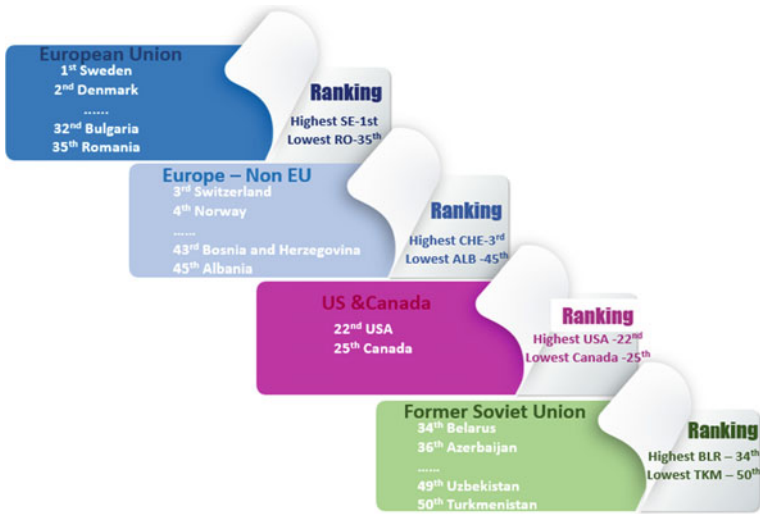 European Union
1st Sweden
2nd Denmark
......
32nd Bulgaria
35th Romania
Ranking
Highest SE-1st
Lowest RO-35th
Europe – Non EU
3rd Switzerland
4th Norway
......
43rd Bosnia and Herzegovina
45th Albania
Ranking
Highest CHE-3rd
Lowest ALB -45th
US &Canada
22nd USA
25th Canada
Ranking
Highest USA -22nd
Lowest Canada -25th
Former Soviet Union
34th Belarus
36th Azerbaijan
......
49th Uzbekistan
50th Turkmenistan
Ranking
Highest BLR – 34th
Lowest TKM – 50th